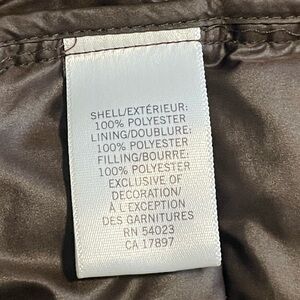 SHELL/EXTÉRIEUR:
100% POLYESTER
LINING/DOUBLURE:
100% POLYESTER
FILLING/BOURRE:
100% POLYESTER
EXCLUSIVE OF
DECORATION/
À L'EXCEPTION
DES GARNITURES
RN 54023
CA 17897